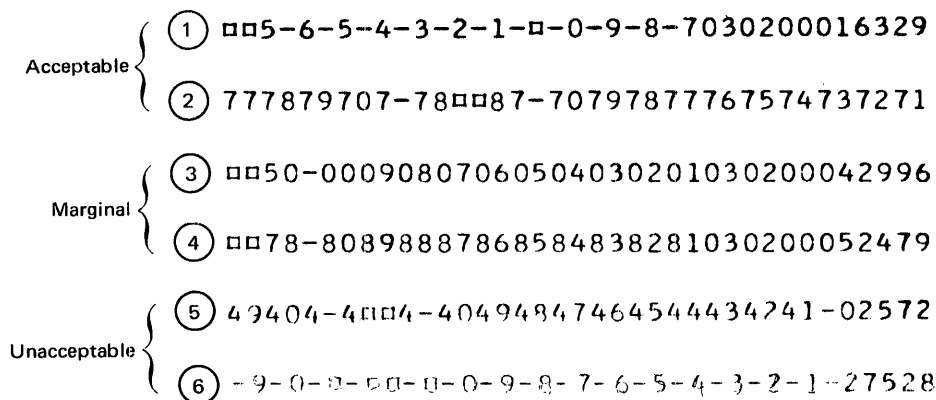 Acceptable
1 ¤¤5-6-5-4-3-2-1-¤-0-9-8-7030200016329
2 777879707-78¤¤87-70797877767574737271
Marginal
3 ¤¤50-00090807060504030201030200042996
4 ¤¤78-80898887868584838281030200052479
Unacceptable
5 49404-4¤¤4-40494847464544434241-02572
6 -9-0-¤-¤¤-¤-0-9-8-7-6-5-4-3-2-1-27528